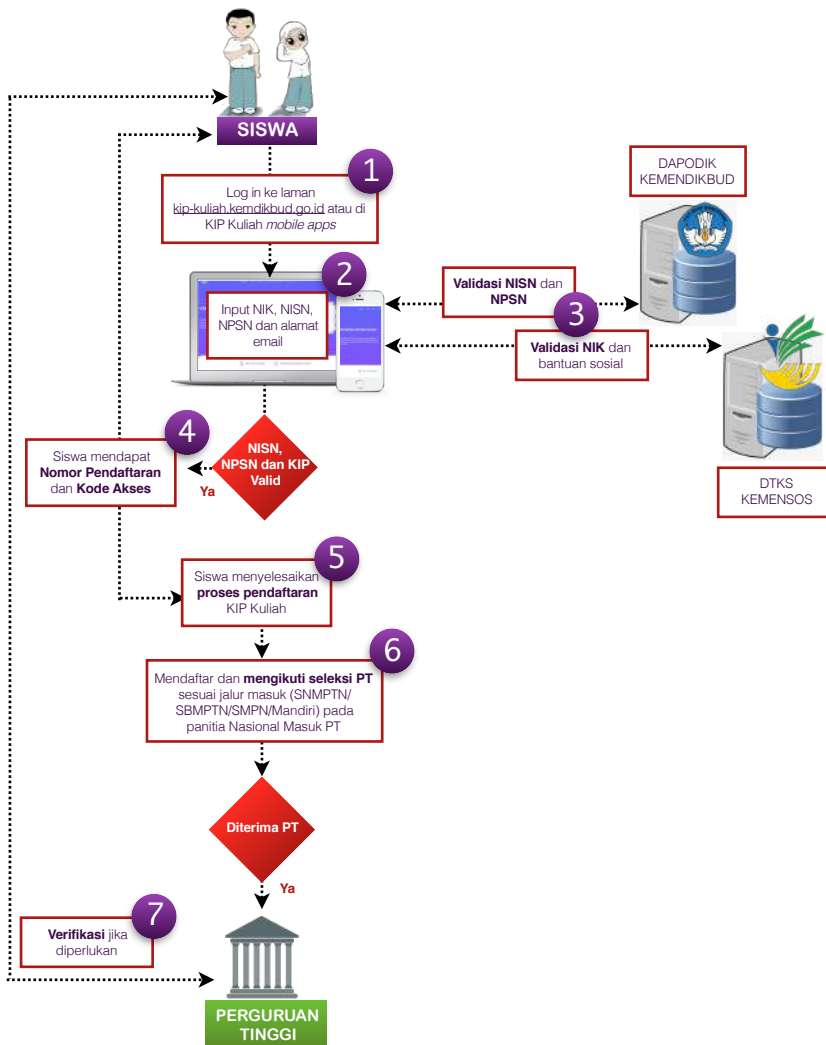 SISWA
1
Log in ke laman
kip-kuliah.kemdikbud.go.id atau di
KIP Kuliah mobile apps
DAPODIK
KEMENDIKBUD
2
Input NIK, NISN,
NPSN dan alamat
email
Validasi NISN dan
NPSN
3
Validasi NIK dan
bantuan sosial
DTKS
KEMENSOS
4
Siswa mendapat
Nomor Pendaftaran
dan Kode Akses
NISN,
NPSN dan KIP
Valid
Ya
5
Siswa menyelesaikan
proses pendaftaran
KIP Kuliah
6
Mendaftar dan mengikuti seleksi PT
sesuai jalur masuk (SNMPTN/
SBMPTN/SMPN/Mandiri) pada
panitia Nasional Masuk PT
Diterima PT
Ya
7
Verifikasi jika
diperlukan
PERGURUAN
TINGGI